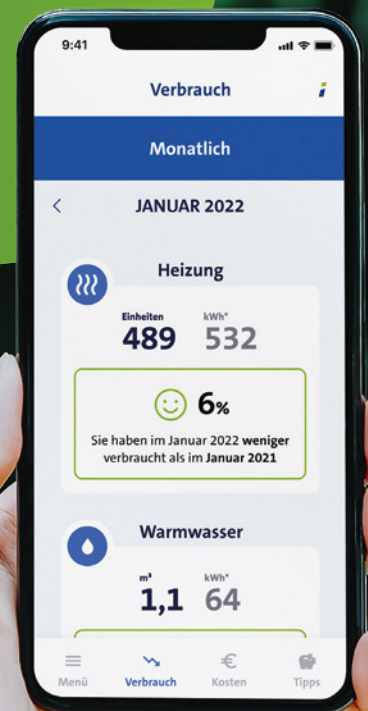 9:41
Verbrauch
Monatlich
JANUAR 2022
Heizung
Einheiten kWh*
489 532
6%
Sie haben im Januar 2022 weniger
verbraucht als im Januar 2021
Warmwasser
m³ kWh*
1,1 64
Menü Verbrauch Kosten Tipps